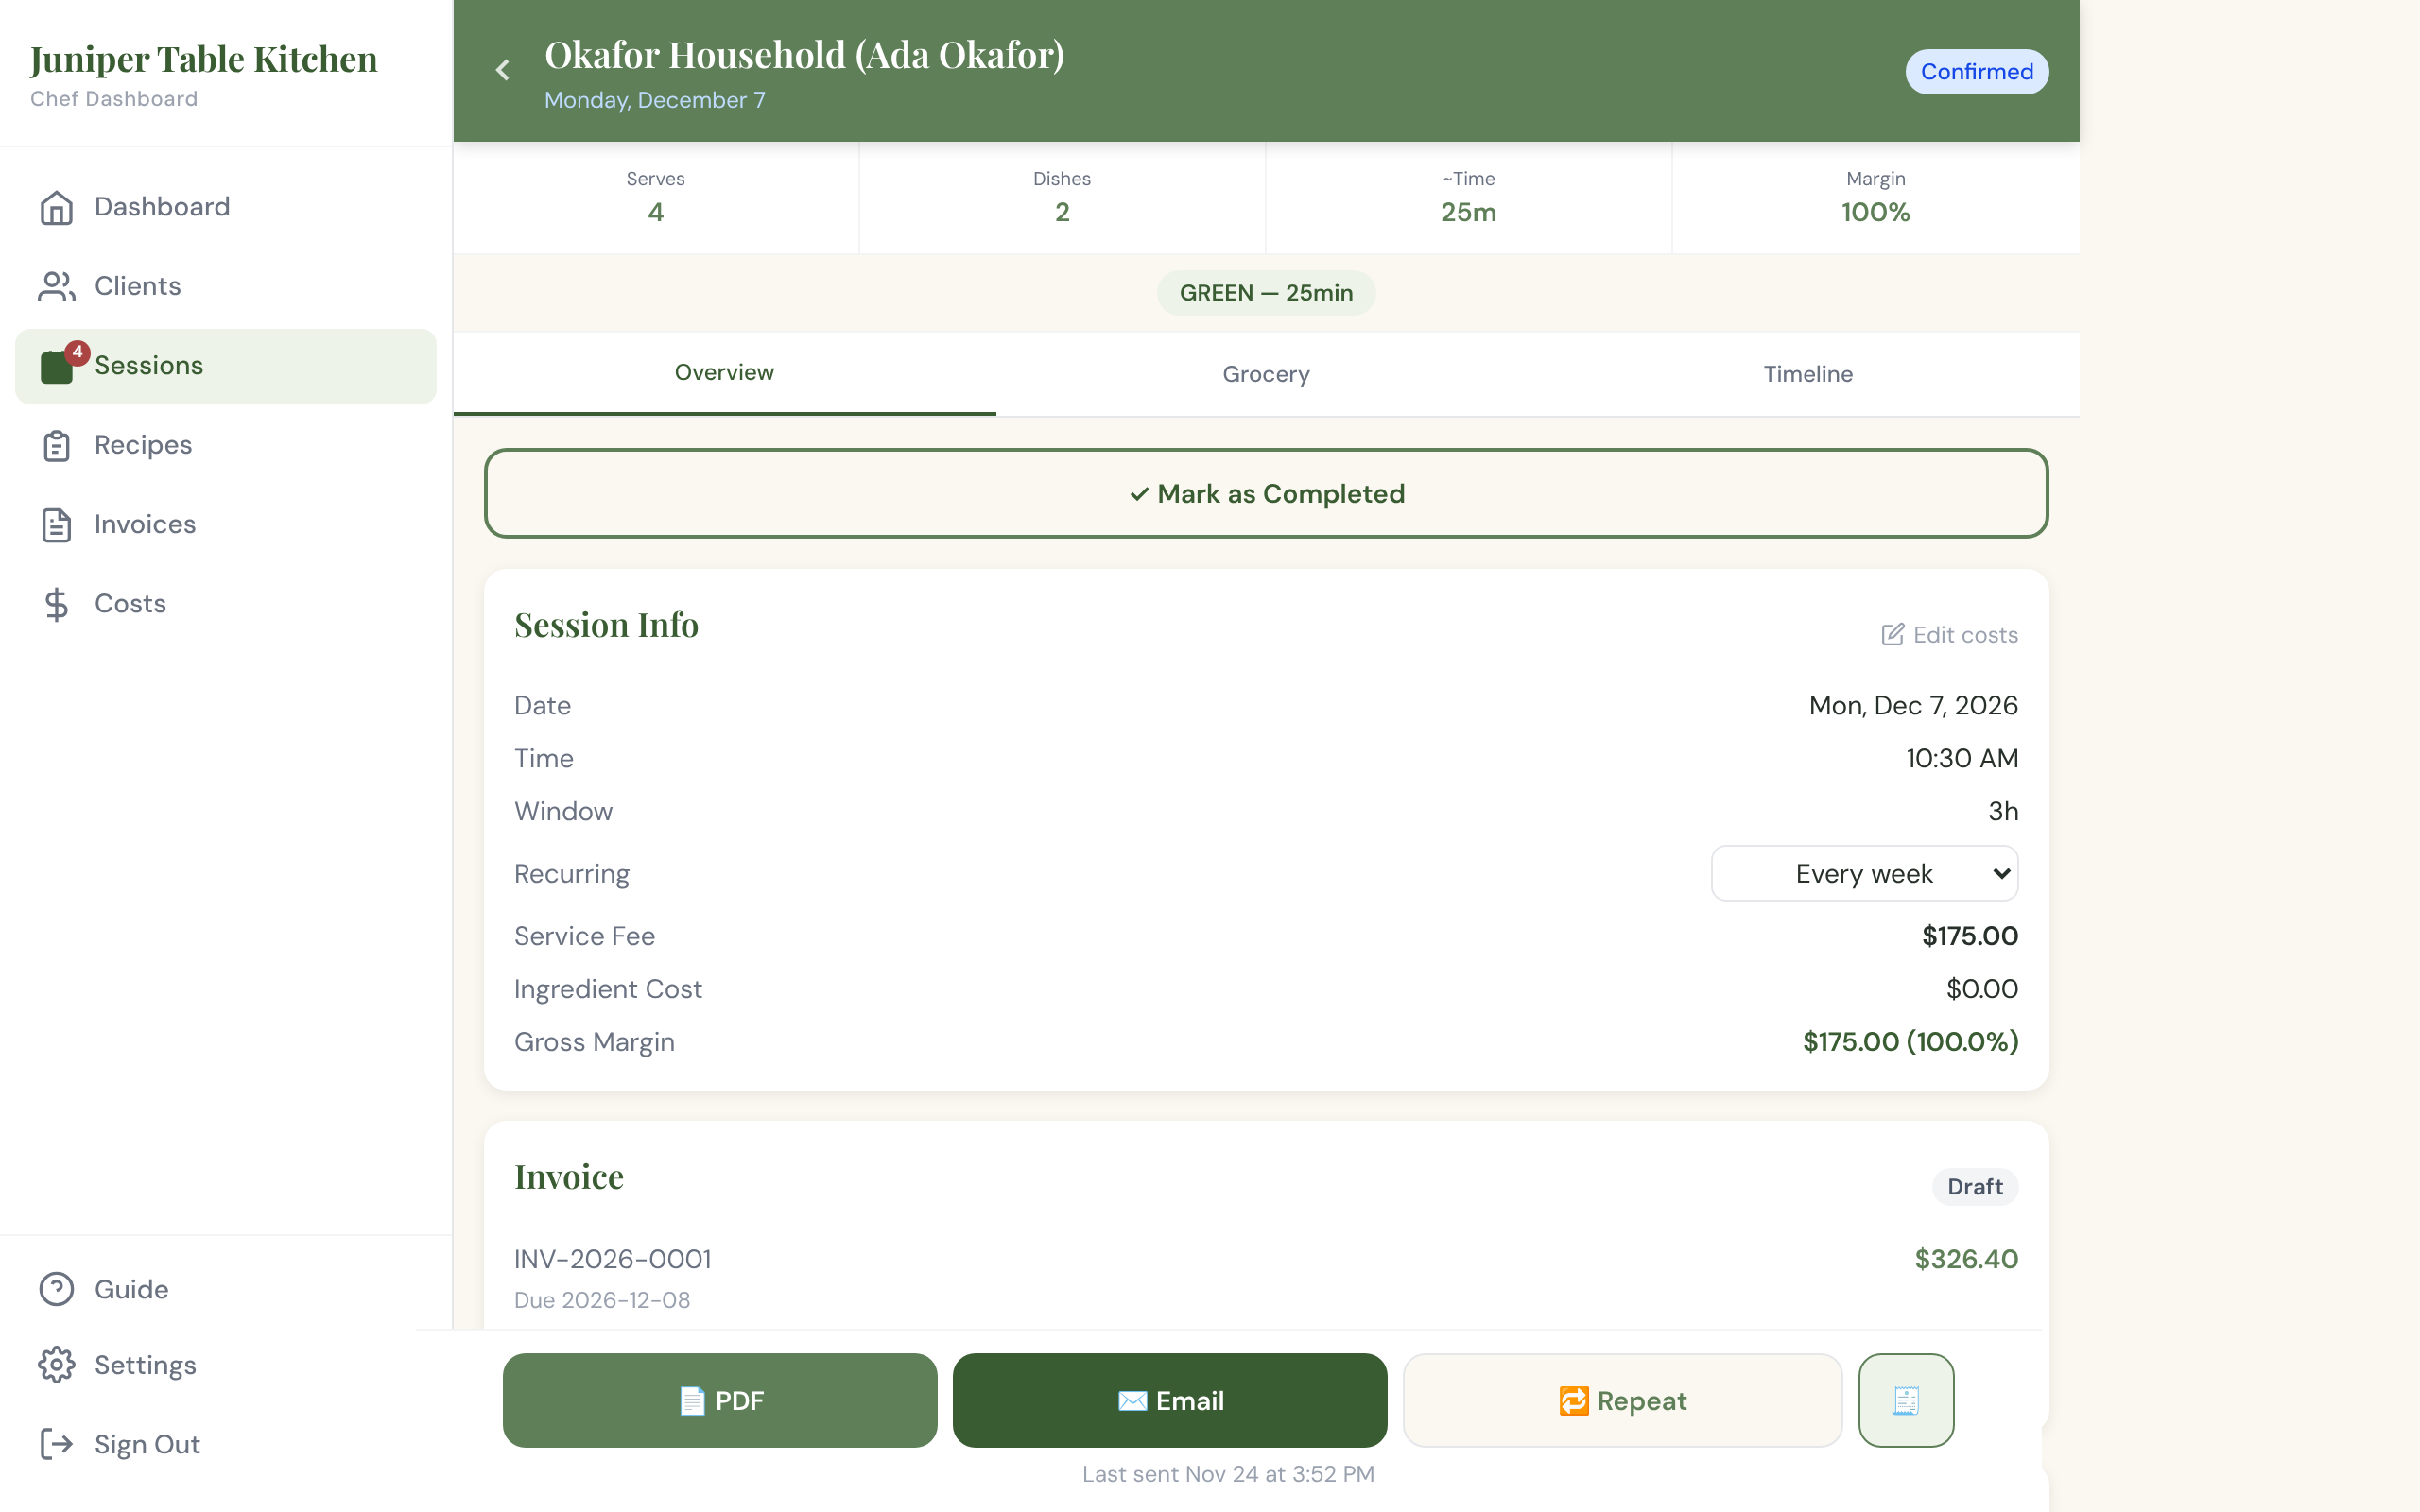 Juniper Table Kitchen
Chef Dashboard
Dashboard
Clients
4
Sessions
Recipes
Invoices
Costs
Guide
Settings
Sign Out
Okafor Household (Ada Okafor)
Monday, December 7
Confirmed
Serves
4
Dishes
2
~Time
25m
Margin
100%
GREEN — 25min
Overview
Grocery
Timeline
✓ Mark as Completed
Session Info
Edit costs
Date
Mon, Dec 7, 2026
Time
10:30 AM
Window
3h
Recurring
Every week
Service Fee
$175.00
Ingredient Cost
$0.00
Gross Margin
$175.00 (100.0%)
Invoice
Draft
INV-2026-0001
$326.40
Due 2026-12-08
PDF
Email
Repeat
Last sent Nov 24 at 3:52 PM